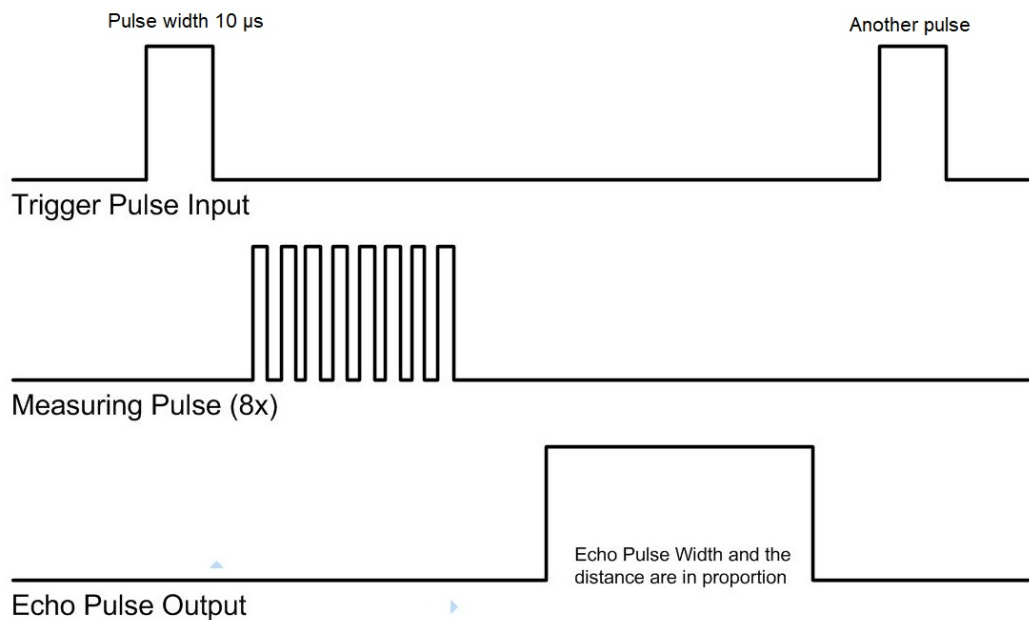 Pulse width 10 µs
Another pulse
Trigger Pulse Input
Measuring Pulse (8x)
Echo Pulse Width and the
distance are in proportion
Echo Pulse Output